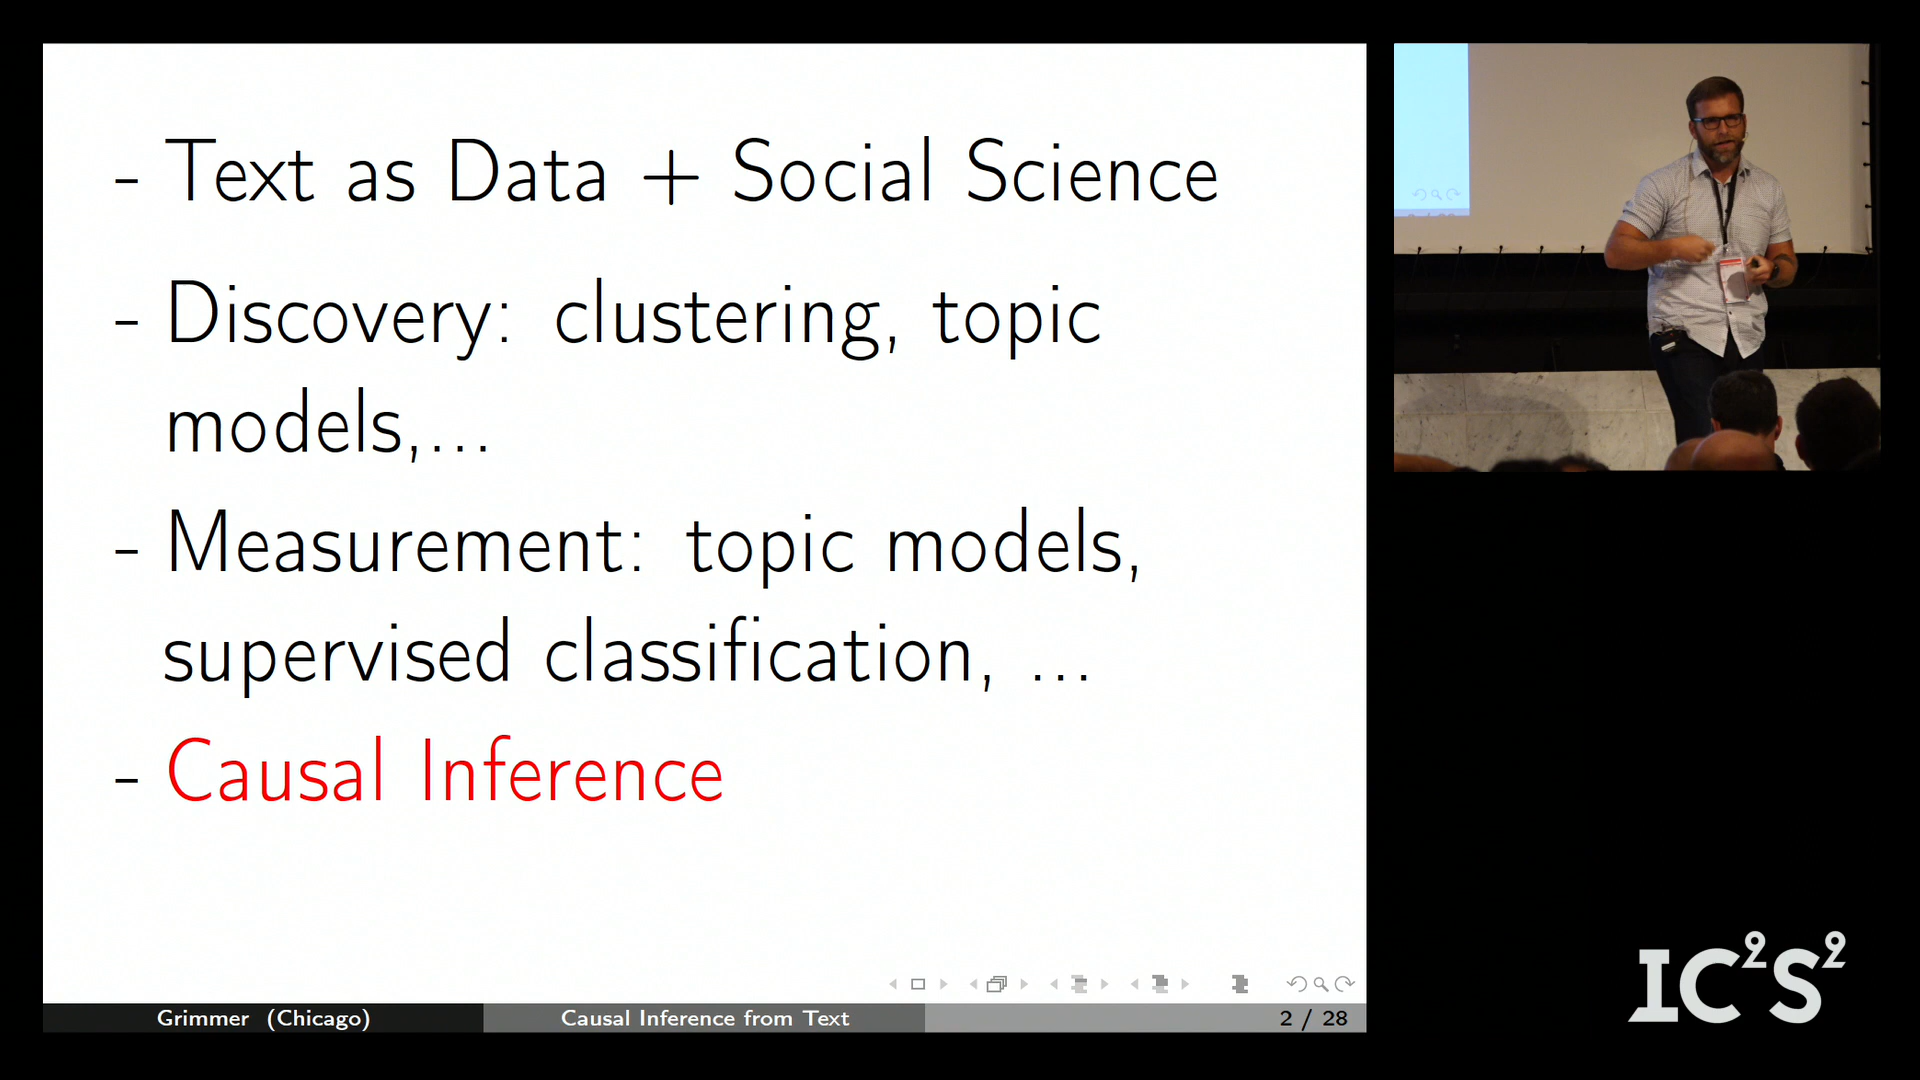 - Text as Data + Social Science
- Discovery: clustering, topic
models,...
- Measurement: topic models,
supervised classification, ...
- Causal Inference
Grimmer (Chicago)
Causal Inference from Text
2 / 28
IC²S²